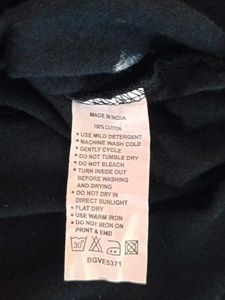 MADE IN INDIA
100% COTTON
• USE MILD DETERGENT
• MACHINE WASH COLD
• GENTLY CYCLE
• DO NOT TUMBLE DRY
• DO NOT BLEACH
• TURN INSIDE OUT
BEFORE WASHING
AND DRYING
• DO NOT DRY IN
DIRECT SUNLIGHT
• FLAT DRY
• USE WARM IRON
• DO NOT IRON ON
PRINT & EMB
30°
BGVE5371